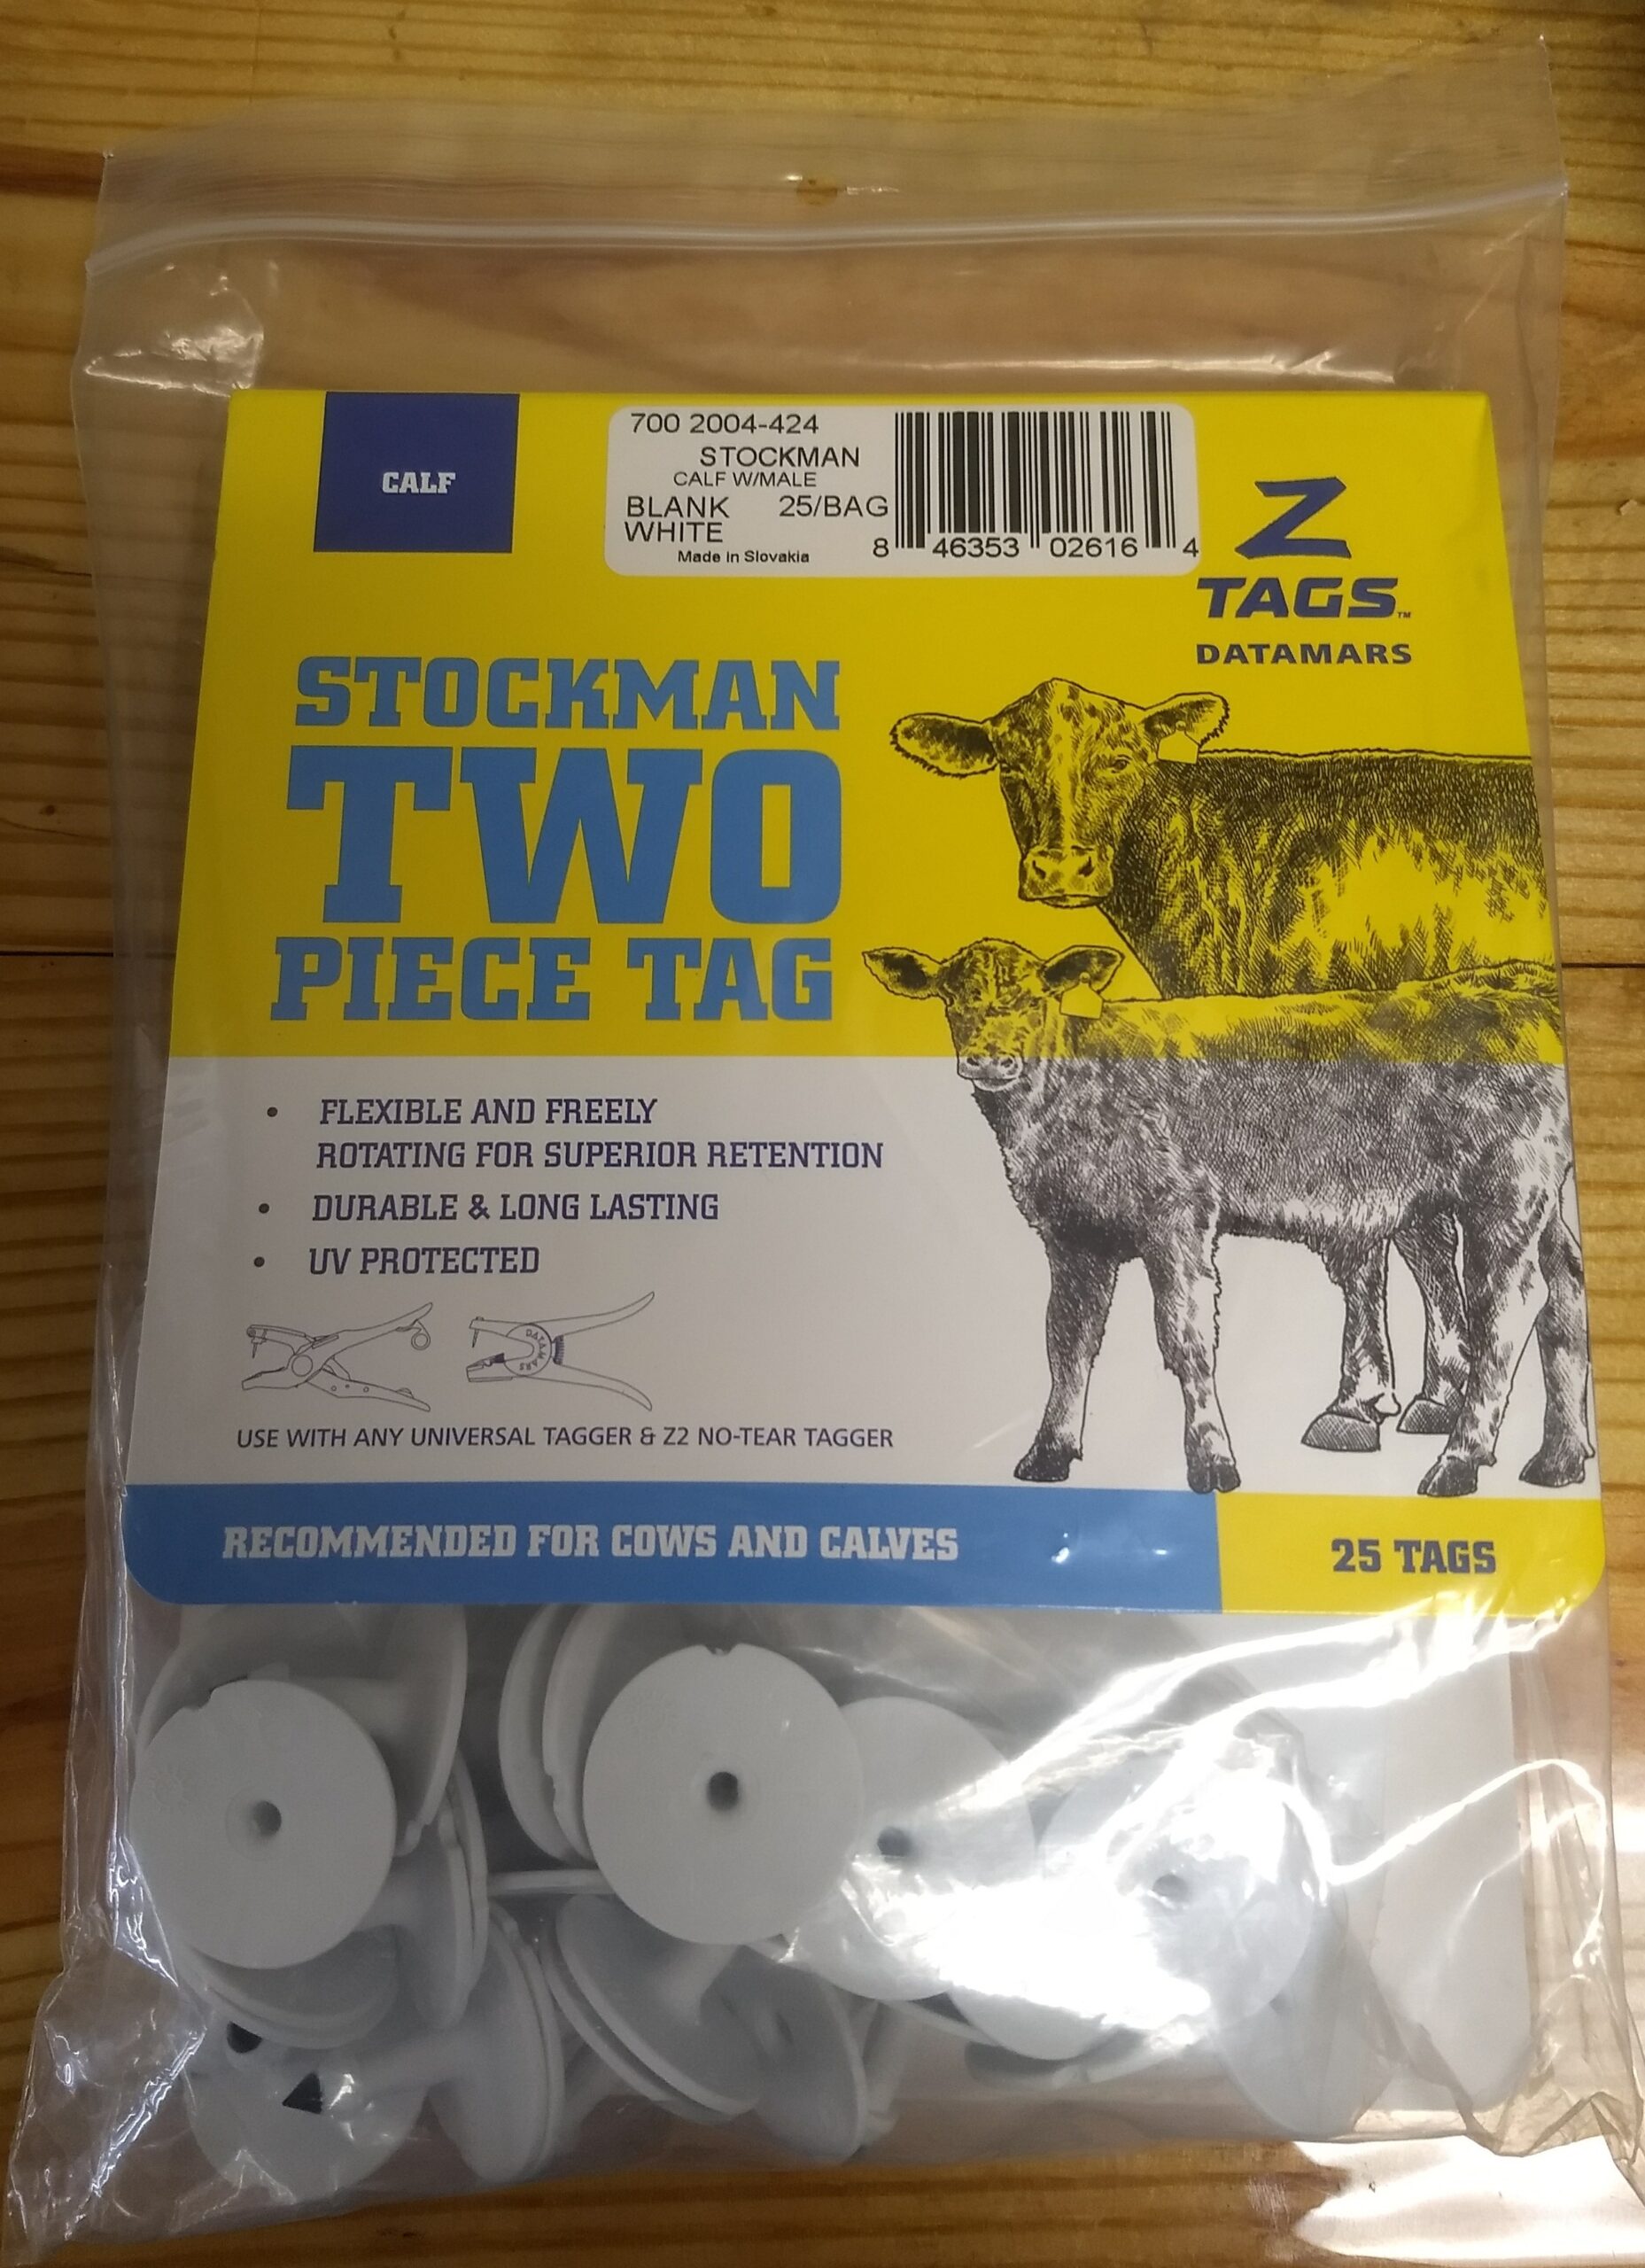 CALF
700 2004-424
STOCKMAN
CALF W/MALE
BLANK 25/BAG
WHITE
Made in Slovakia
8 46353 02616 4
Z
TAGS™
DATAMARS
STOCKMAN
TWO
PIECE TAG
• FLEXIBLE AND FREELY
ROTATING FOR SUPERIOR RETENTION
• DURABLE & LONG LASTING
• UV PROTECTED
DATAMARS
USE WITH ANY UNIVERSAL TAGGER & Z2 NO-TEAR TAGGER
RECOMMENDED FOR COWS AND CALVES
25 TAGS